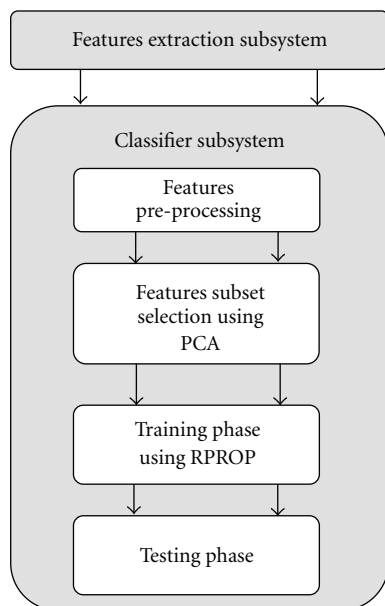 Features extraction subsystem
Classifier subsystem
Features
pre-processing
Features subset
selection using
PCA
Training phase
using RPROP
Testing phase